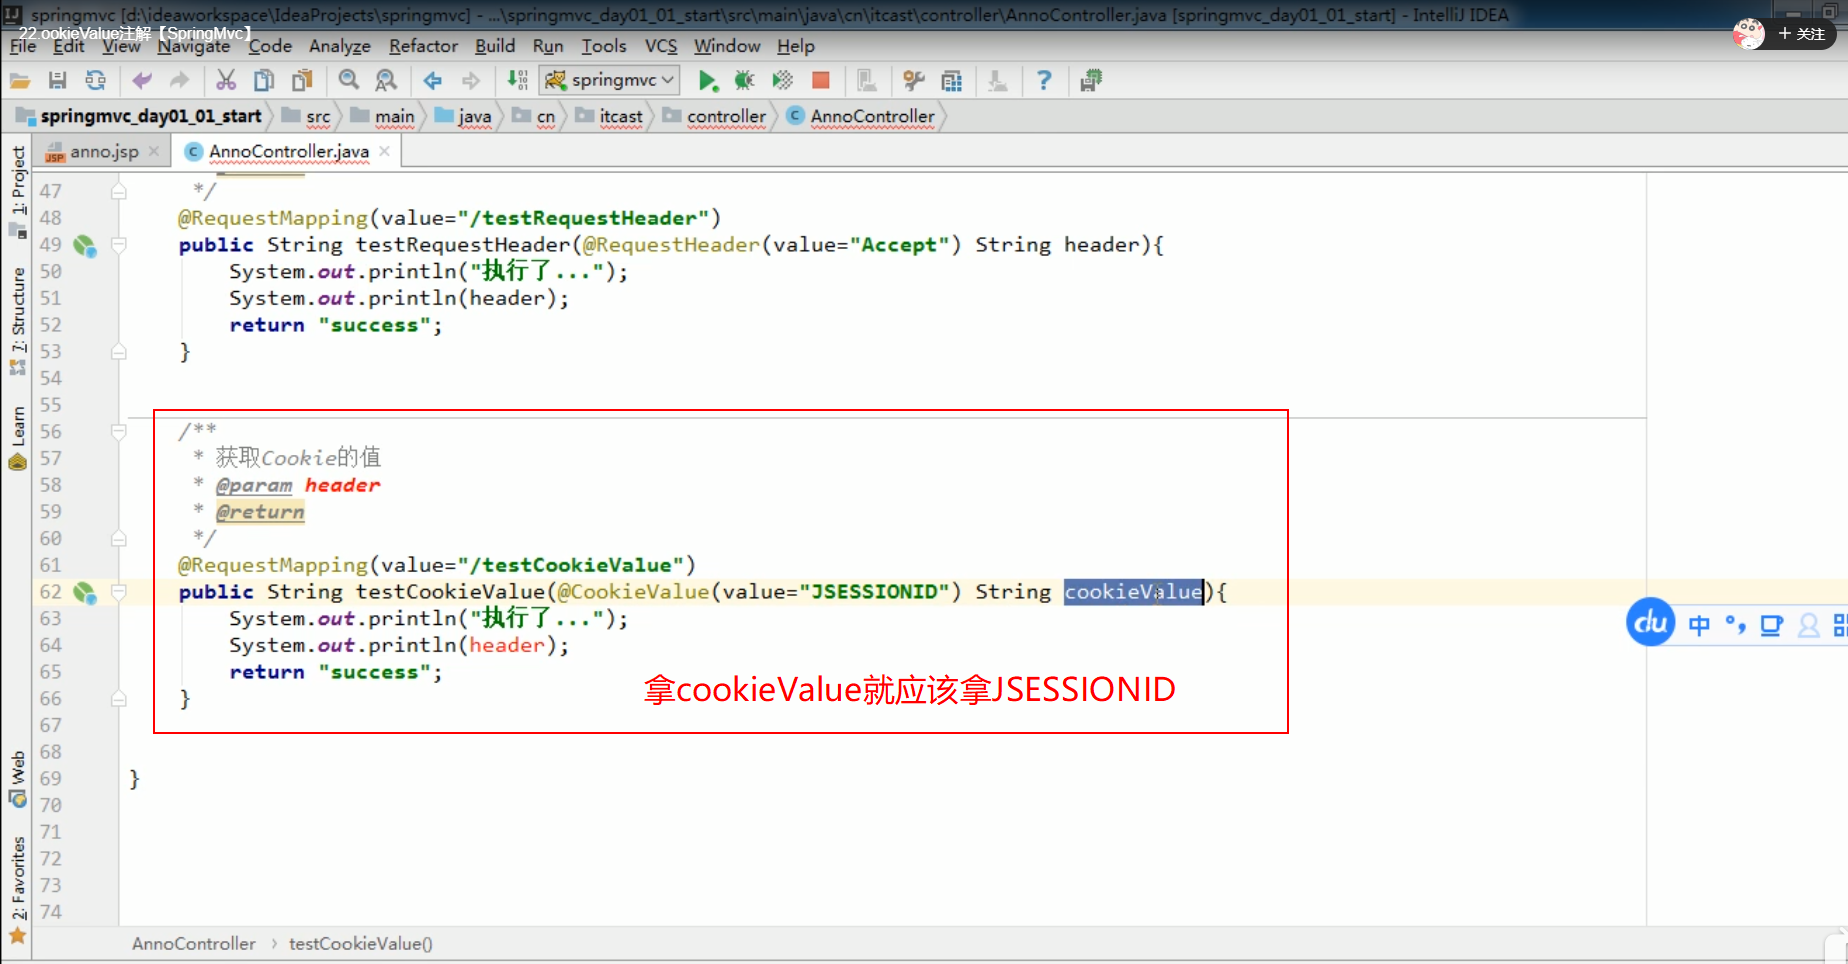 springmvc [d:\ideaworkspace\IdeaProjects\springmvc] - ...\springmvc_day01_01_start\src\main\java\cn\itcast\controller\AnnoController.java [springmvc_day01_01_start] - IntelliJ IDEA
22.ookieValue注解【SpringMvc】
+ 关注
File Edit View Navigate Code Analyze Refactor Build Run Tools VCS Window Help
springmvc
springmvc_day01_01_start src main java cn itcast controller AnnoController
anno.jsp AnnoController.java
1: Project
7: Structure
Learn
Web
2: Favorites
47 */
48 @RequestMapping(value="/testRequestHeader")
49 public String testRequestHeader(@RequestHeader(value="Accept") String header){
50 System.out.println("执行了...");
51 System.out.println(header);
52 return "success";
53 }
54
55
56 /**
57 * 获取Cookie的值
58 * @param header
59 * @return
60 */
61 @RequestMapping(value="/testCookieValue")
62 public String testCookieValue(@CookieValue(value="JSESSIONID") String cookieValue){
63 System.out.println("执行了...");
64 System.out.println(header);
65 return "success";
66 }
拿cookieValue就应该拿JSESSIONID
67
68
69 }
70
71
72
73
74
du 中 °,
AnnoController › testCookieValue()